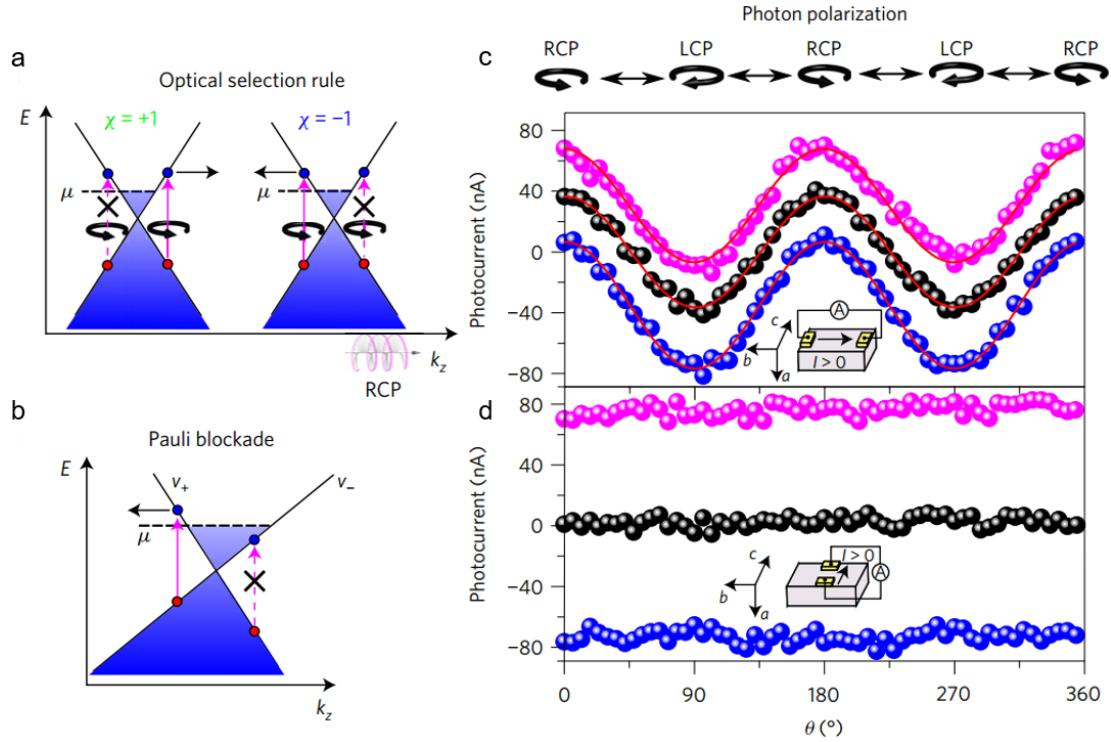 Photon polarization
RCP LCP RCP LCP RCP
a
Optical selection rule
E
χ = +1
χ = −1
μ
μ
k_z
RCP
b
Pauli blockade
E
v₊
v₋
μ
k_z
c
Photocurrent (nA)
80
40
0
−40
−80
A
c
b
a
I > 0
d
Photocurrent (nA)
80
40
0
−40
−80
I > 0
A
c
b
a
0 90 180 270 360
θ (°)